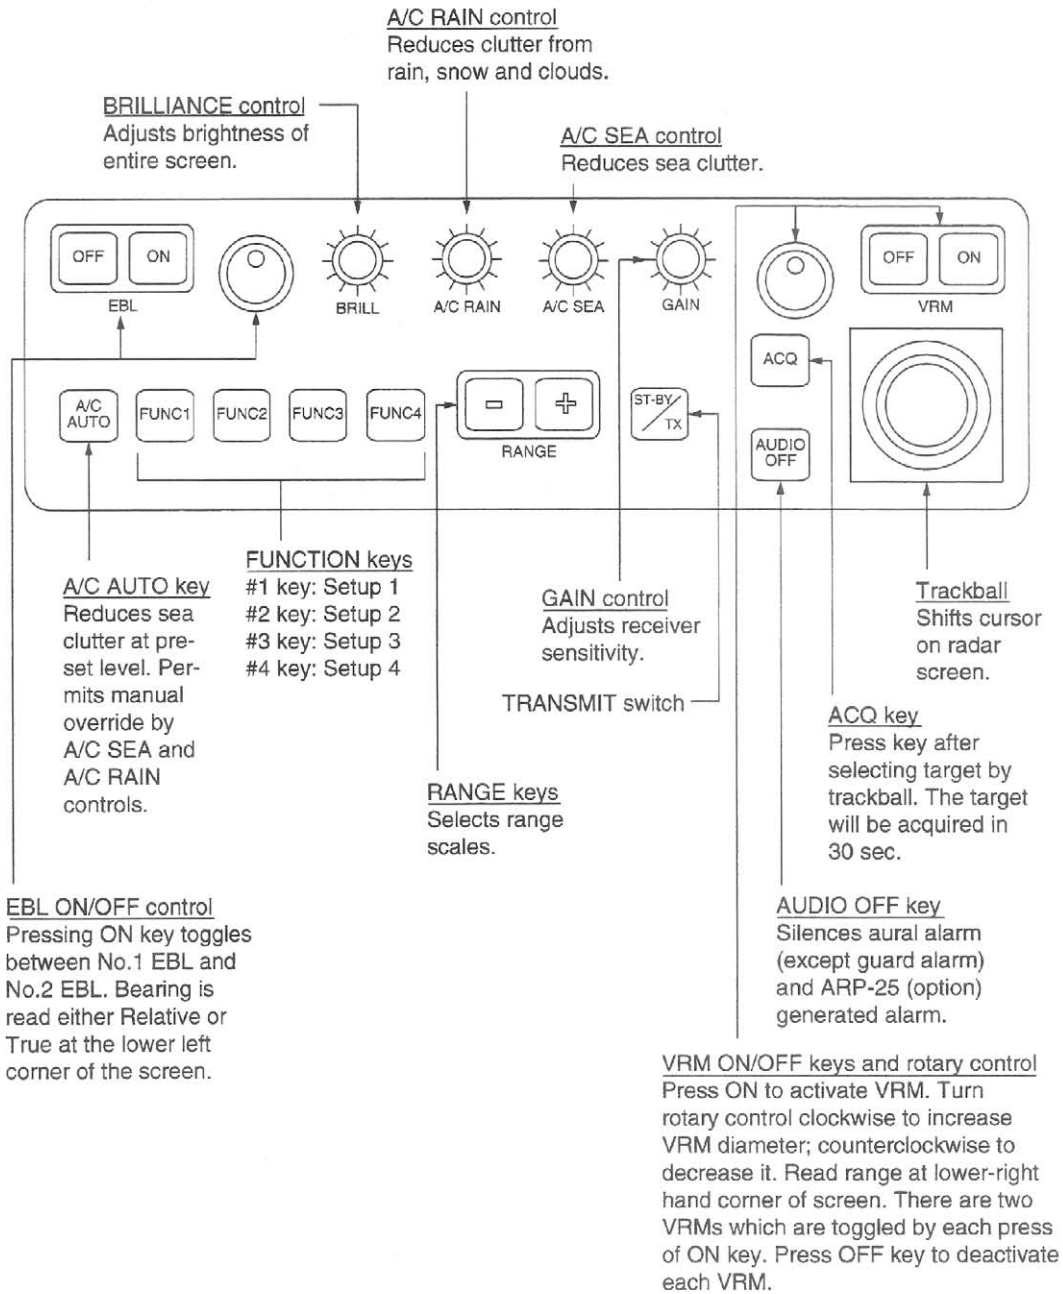 A/C RAIN control
Reduces clutter from
rain, snow and clouds.
BRILLIANCE control
Adjusts brightness of
entire screen.
A/C SEA control
Reduces sea clutter.
OFF
ON
EBL
BRILL
A/C RAIN
A/C SEA
GAIN
OFF
ON
VRM
A/C
AUTO
FUNC1
FUNC2
FUNC3
FUNC4
RANGE
ST-BY
TX
ACQ
AUDIO
OFF
A/C AUTO key
Reduces sea
clutter at pre-
set level. Per-
mits manual
override by
A/C SEA and
A/C RAIN
controls.
FUNCTION keys
#1 key: Setup 1
#2 key: Setup 2
#3 key: Setup 3
#4 key: Setup 4
GAIN control
Adjusts receiver
sensitivity.
TRANSMIT switch
Trackball
Shifts cursor
on radar
screen.
RANGE keys
Selects range
scales.
ACQ key
Press key after
selecting target by
trackball. The target
will be acquired in
30 sec.
EBL ON/OFF control
Pressing ON key toggles
between No.1 EBL and
No.2 EBL. Bearing is
read either Relative or
True at the lower left
corner of the screen.
AUDIO OFF key
Silences aural alarm
(except guard alarm)
and ARP-25 (option)
generated alarm.
VRM ON/OFF keys and rotary control
Press ON to activate VRM. Turn
rotary control clockwise to increase
VRM diameter; counterclockwise to
decrease it. Read range at lower-right
hand corner of screen. There are two
VRMs which are toggled by each press
of ON key. Press OFF key to deactivate
each VRM.